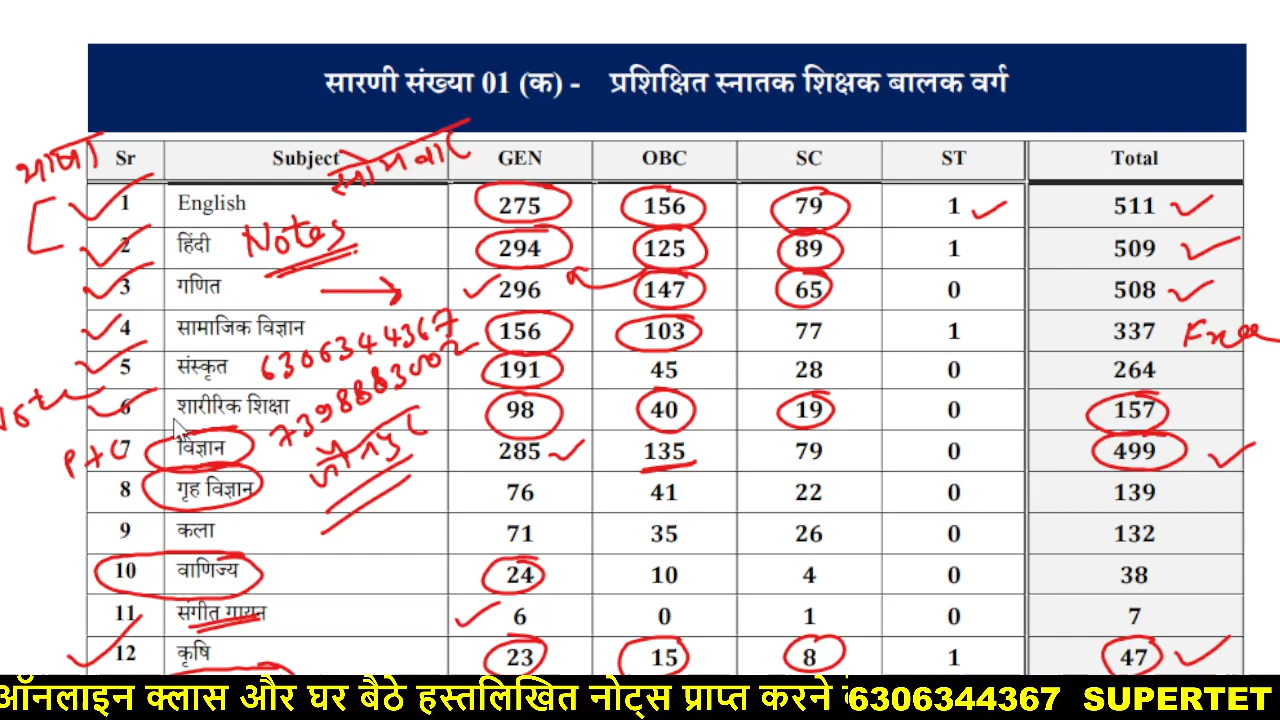 सारणी संख्या 01 (क) - प्रशिक्षित स्नातक शिक्षक बालक वर्ग
भाषा
सोमवार
Sr Subject GEN OBC SC ST Total
1 English 275 156 79 1 511
2 हिंदी 294 125 89 1 509
Notes
3 गणित 296 147 65 0 508
4 सामाजिक विज्ञान 156 103 77 1 337
Free
6306344367
5 संस्कृत 191 45 28 0 264
7398883002
6 शारीरिक शिक्षा 98 40 19 0 157
P+C
7 विज्ञान 285 135 79 0 499
8 गृह विज्ञान 76 41 22 0 139
9 कला 71 35 26 0 132
10 वाणिज्य 24 10 4 0 38
11 संगीत गायन 6 0 1 0 7
12 कृषि 23 15 8 1 47
ऑनलाइन क्लास और घर बैठे हस्तलिखित नोट्स प्राप्त करने 6306344367 SUPERTET